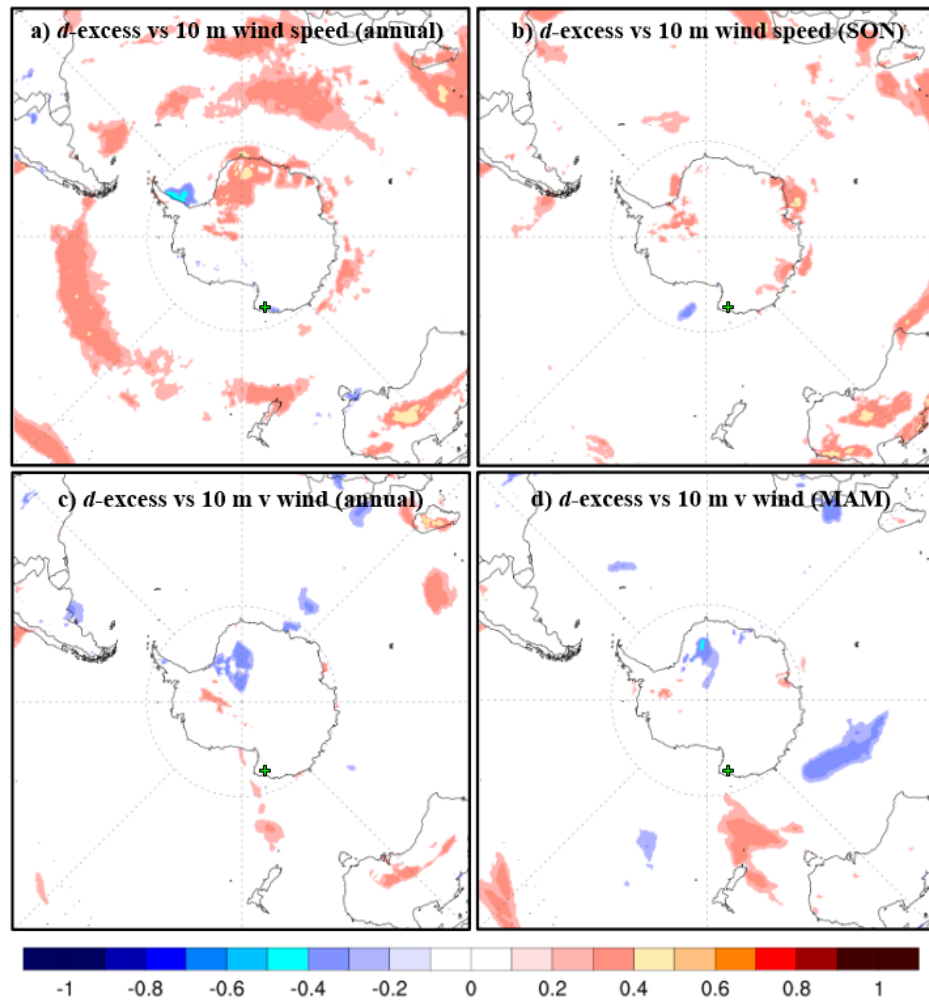 a) d-excess vs 10 m wind speed (annual)
b) d-excess vs 10 m wind speed (SON)
c) d-excess vs 10 m v wind (annual)
d) d-excess vs 10 m v wind (MAM)
-1 -0.8 -0.6 -0.4 -0.2 0 0.2 0.4 0.6 0.8 1